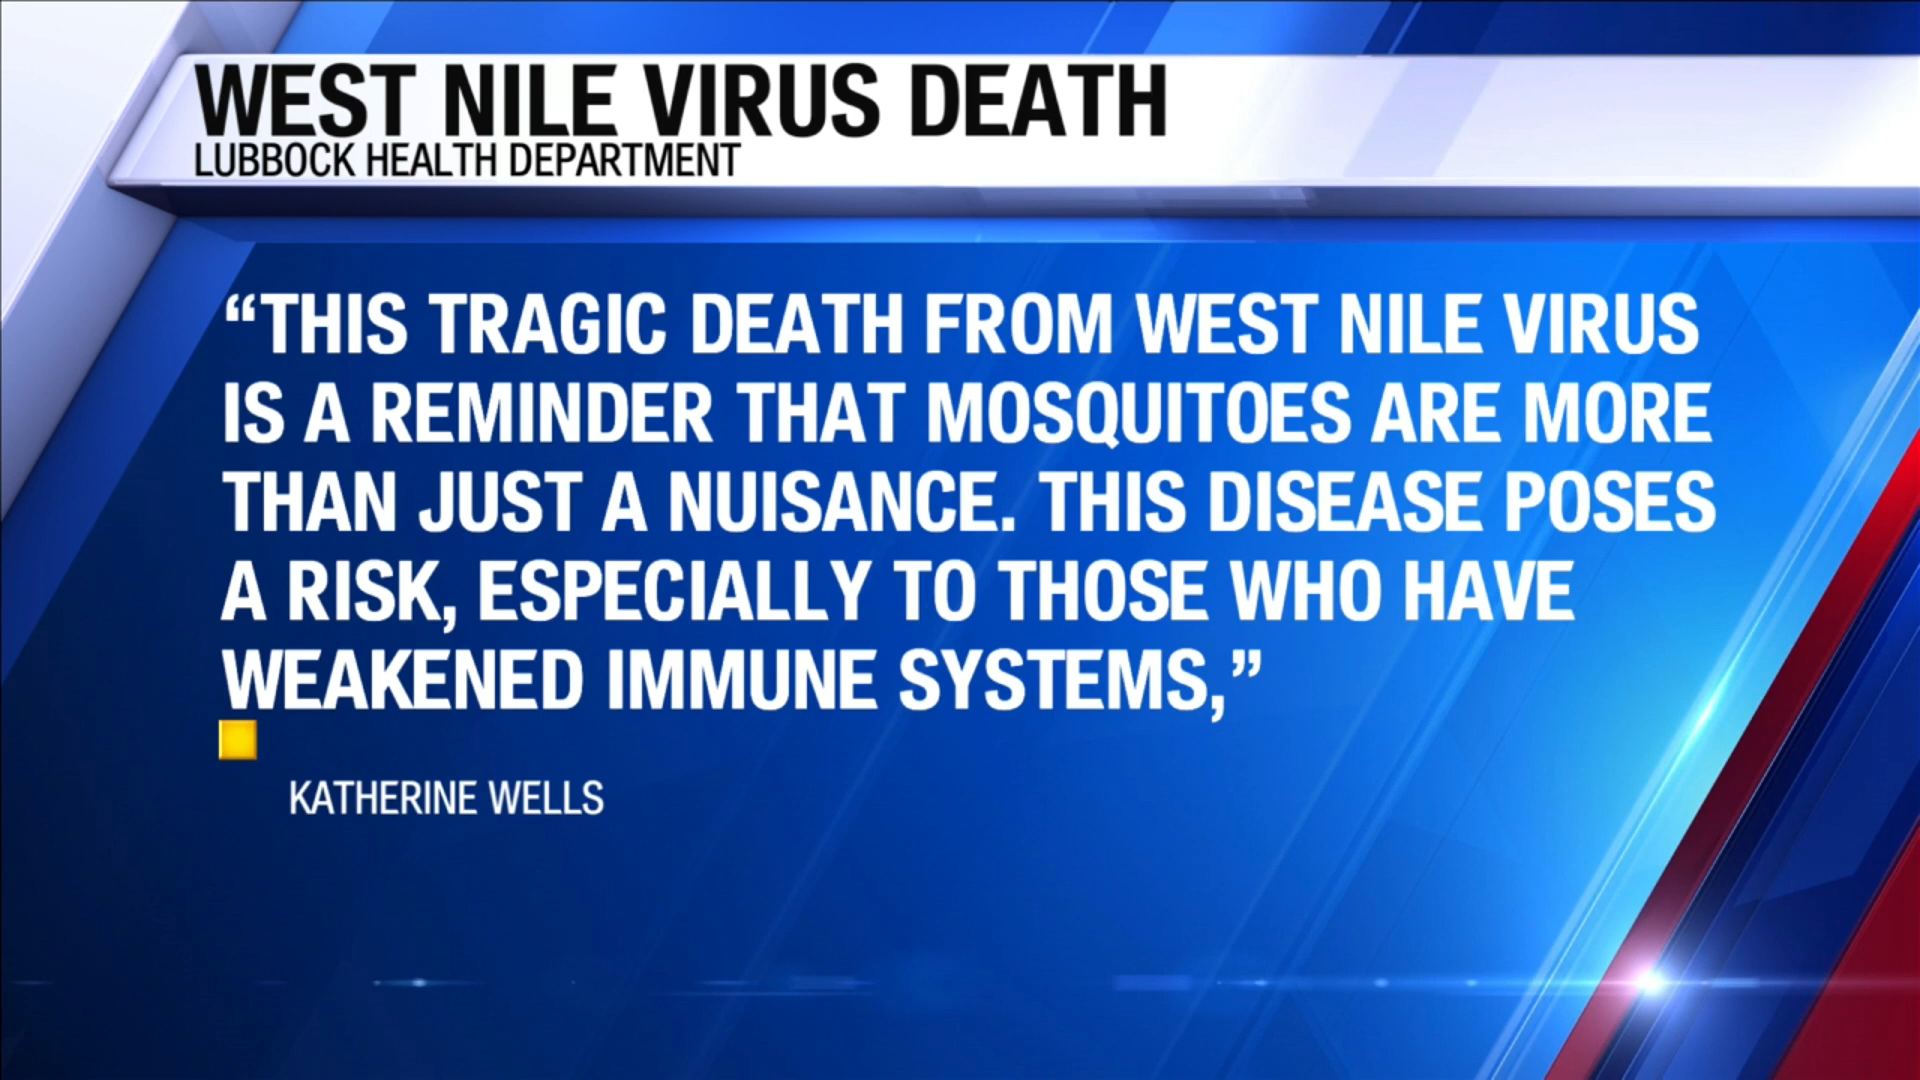 WEST NILE VIRUS DEATH
LUBBOCK HEALTH DEPARTMENT
“THIS TRAGIC DEATH FROM WEST NILE VIRUS
IS A REMINDER THAT MOSQUITOES ARE MORE
THAN JUST A NUISANCE. THIS DISEASE POSES
A RISK, ESPECIALLY TO THOSE WHO HAVE
WEAKENED IMMUNE SYSTEMS,”
KATHERINE WELLS